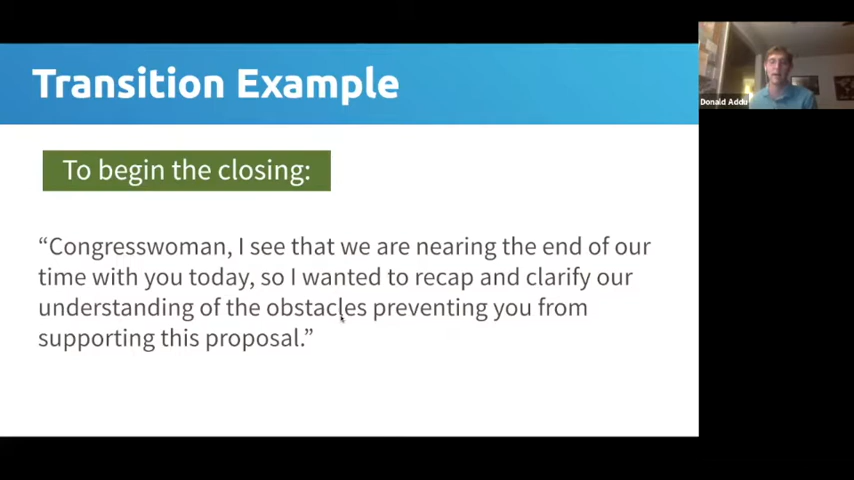 Transition Example
To begin the closing:
“Congresswoman, I see that we are nearing the end of our
time with you today, so I wanted to recap and clarify our
understanding of the obstacles preventing you from
supporting this proposal.”
Donald Addu